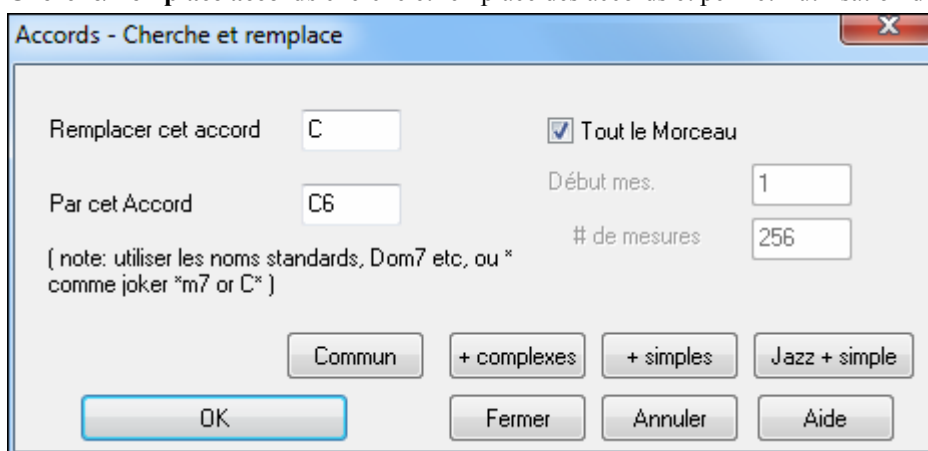 Accords - Cherche et remplace
Remplacer cet accord C
Tout le Morceau
Début mes. 1
Par cet Accord C6
# de mesures 256
( note: utiliser les noms standards, Dom7 etc, ou *
comme joker *m7 or C* )
Commun + complexes + simples Jazz + simple
OK Fermer Annuler Aide